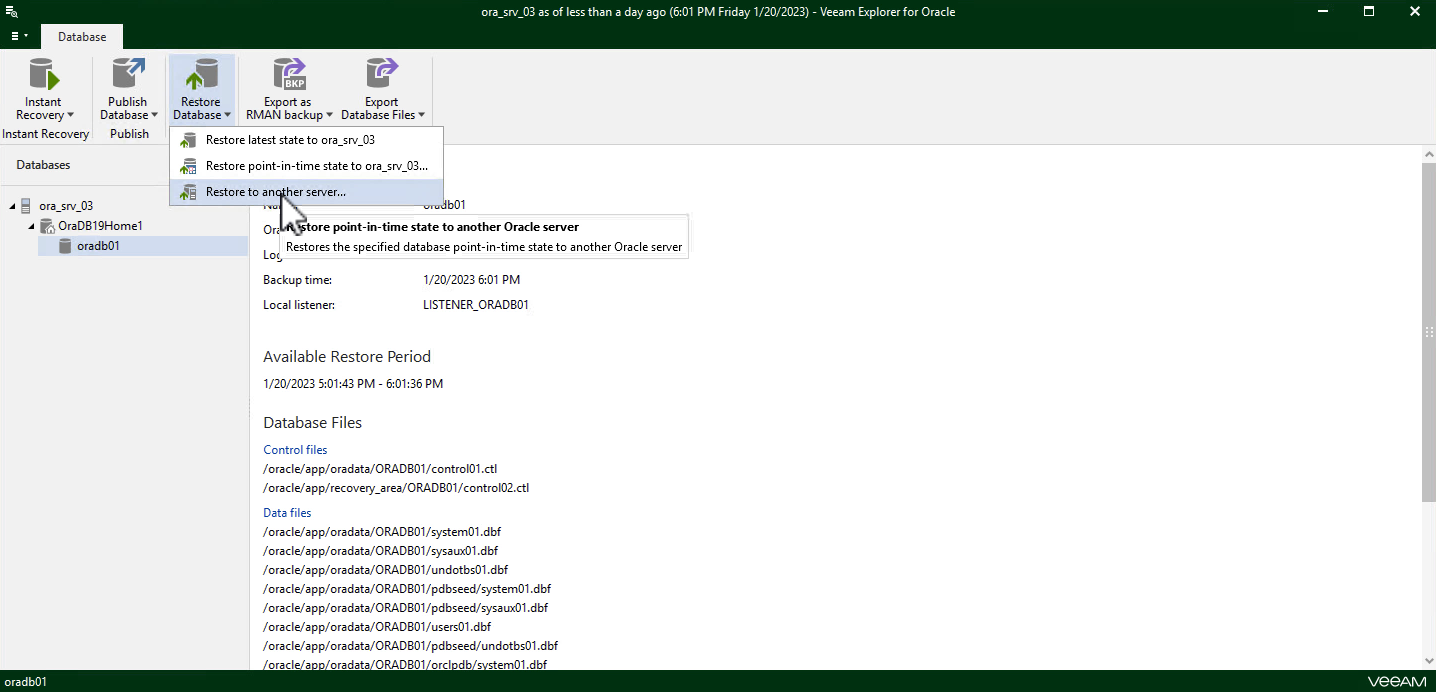 ora_srv_03 as of less than a day ago (6:01 PM Friday 1/20/2023) - Veeam Explorer for Oracle
Database
Instant
Recovery
Publish
Database
Restore
Database
Export as
RMAN backup
Export
Database Files
BKP
Instant Recovery
Publish
Restore latest state to ora_srv_03
Restore point-in-time state to ora_srv_03...
Restore to another server...
Databases
ora_srv_03
OraDB19Home1
oradb01
oradb01
point-in-time state to another Oracle server
Restores the specified database point-in-time state to another Oracle server
Backup time: 1/20/2023 6:01 PM
Local listener: LISTENER_ORADB01
Available Restore Period
1/20/2023 5:01:43 PM - 6:01:36 PM
Database Files
Control files
/oracle/app/oradata/ORADB01/control01.ctl
/oracle/app/recovery_area/ORADB01/control02.ctl
Data files
/oracle/app/oradata/ORADB01/system01.dbf
/oracle/app/oradata/ORADB01/sysaux01.dbf
/oracle/app/oradata/ORADB01/undotbs01.dbf
/oracle/app/oradata/ORADB01/pdbseed/system01.dbf
/oracle/app/oradata/ORADB01/pdbseed/sysaux01.dbf
/oracle/app/oradata/ORADB01/users01.dbf
/oracle/app/oradata/ORADB01/pdbseed/undotbs01.dbf
/oracle/app/oradata/ORADB01/orclpdb/system01.dbf
oradb01
veeam